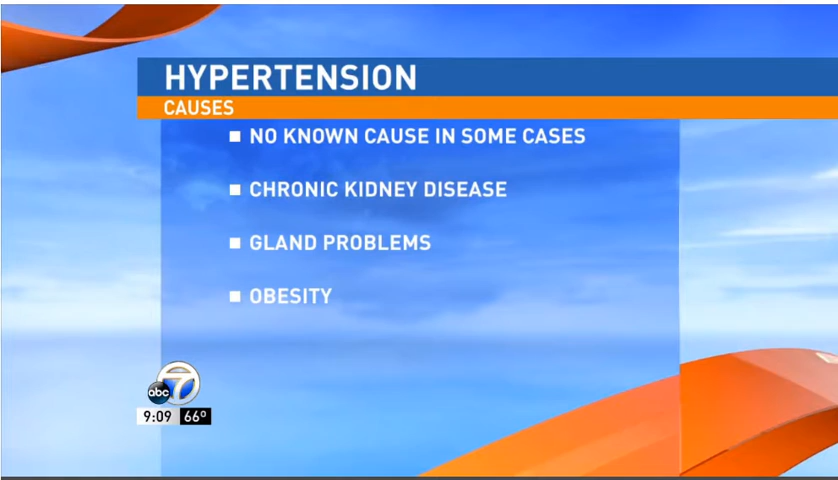 HYPERTENSION
CAUSES
NO KNOWN CAUSE IN SOME CASES
CHRONIC KIDNEY DISEASE
GLAND PROBLEMS
OBESITY
abc 7
9:09 66°